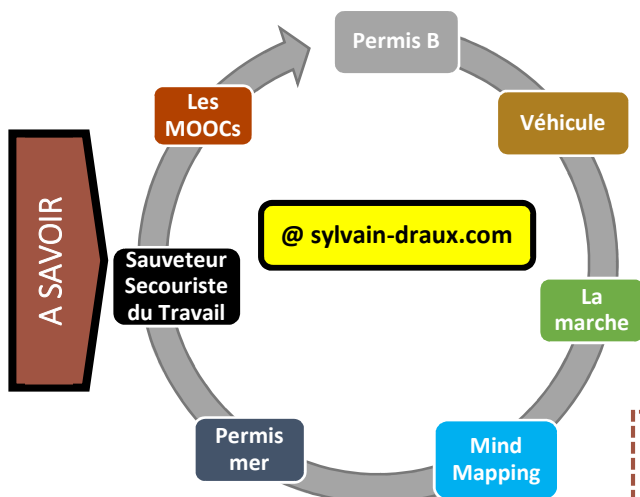 Permis B
Les
MOOCs
Véhicule
A SAVOIR
@ sylvain-draux.com
Sauveteur
Secouriste
du Travail
La
marche
Permis
mer
Mind
Mapping